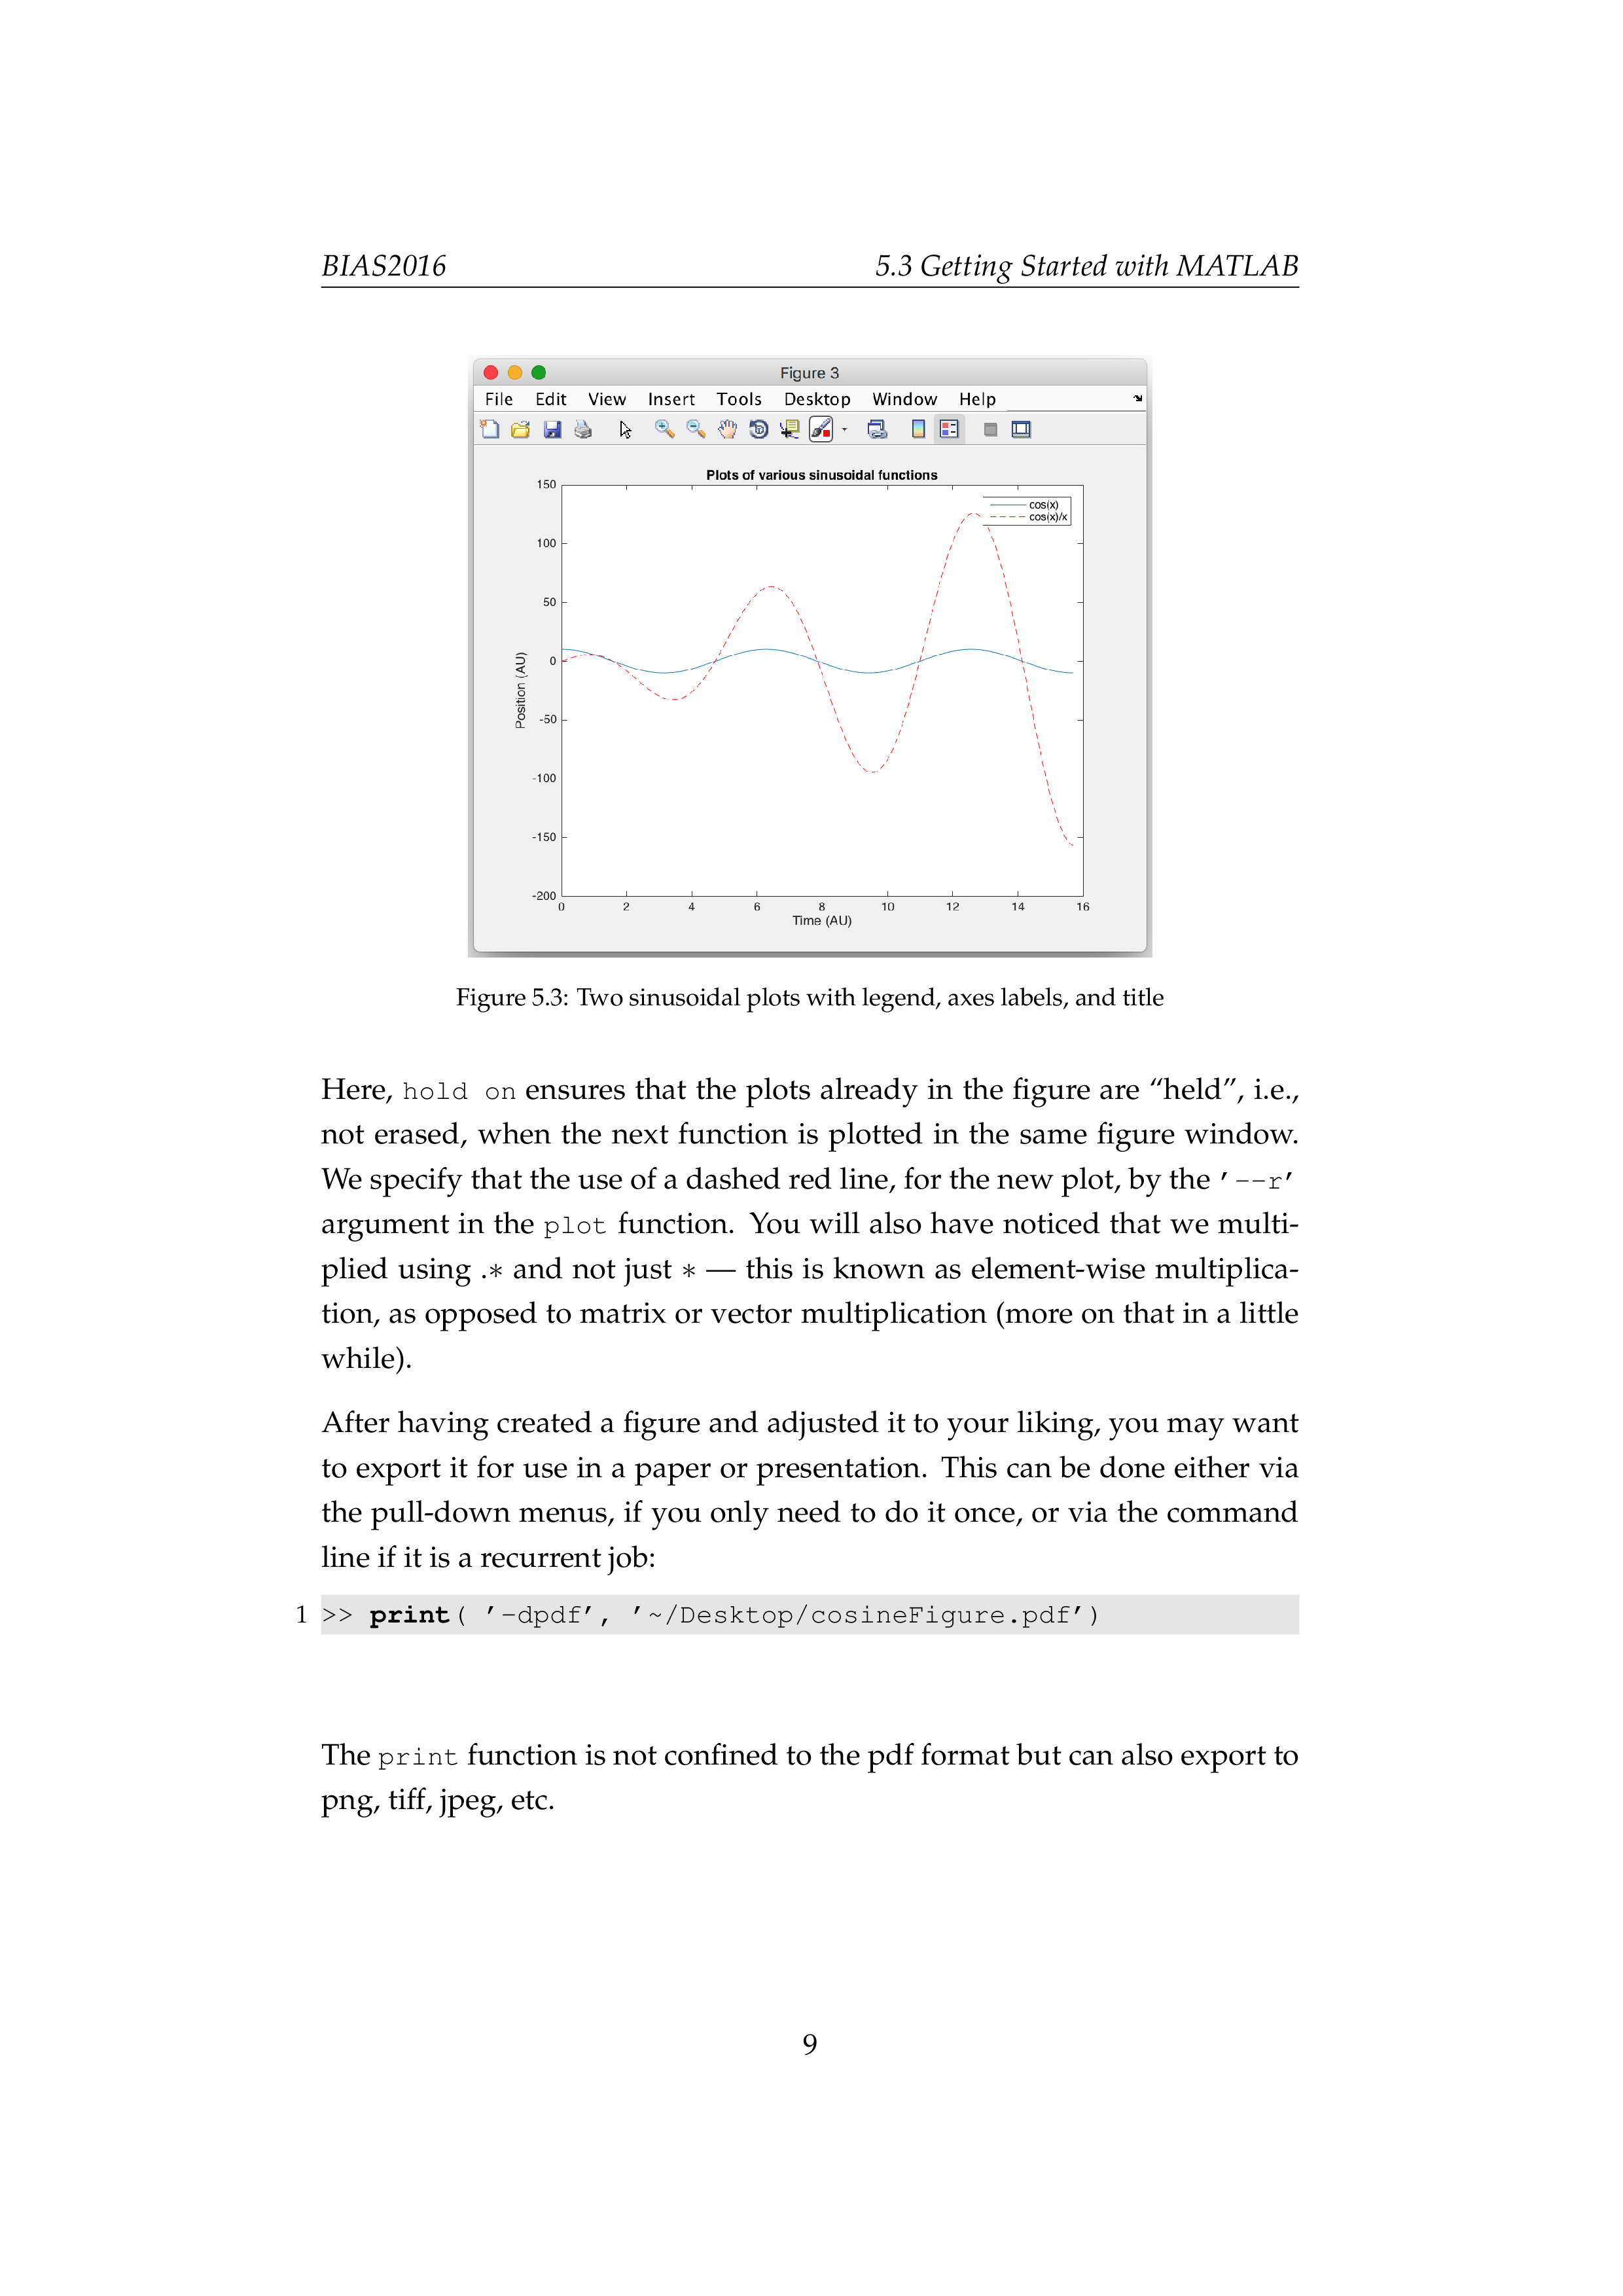 BIAS2016 5.3 Getting Started with MATLAB
Figure 3
File Edit View Insert Tools Desktop Window Help
Plots of various sinusoidal functions
cos(x)
cos(x)/x
150
100
50
0
-50
-100
-150
-200
Position (AU)
0 2 4 6 8 10 12 14 16
Time (AU)
Figure 5.3: Two sinusoidal plots with legend, axes labels, and title
Here, hold on ensures that the plots already in the figure are “held”, i.e.,
not erased, when the next function is plotted in the same figure window.
We specify that the use of a dashed red line, for the new plot, by the ’--r’
argument in the plot function. You will also have noticed that we multi-
plied using .* and not just * — this is known as element-wise multiplica-
tion, as opposed to matrix or vector multiplication (more on that in a little
while).
After having created a figure and adjusted it to your liking, you may want
to export it for use in a paper or presentation. This can be done either via
the pull-down menus, if you only need to do it once, or via the command
line if it is a recurrent job:
1 >> print( ’-dpdf’, ’~/Desktop/cosineFigure.pdf’)
The print function is not confined to the pdf format but can also export to
png, tiff, jpeg, etc.
9